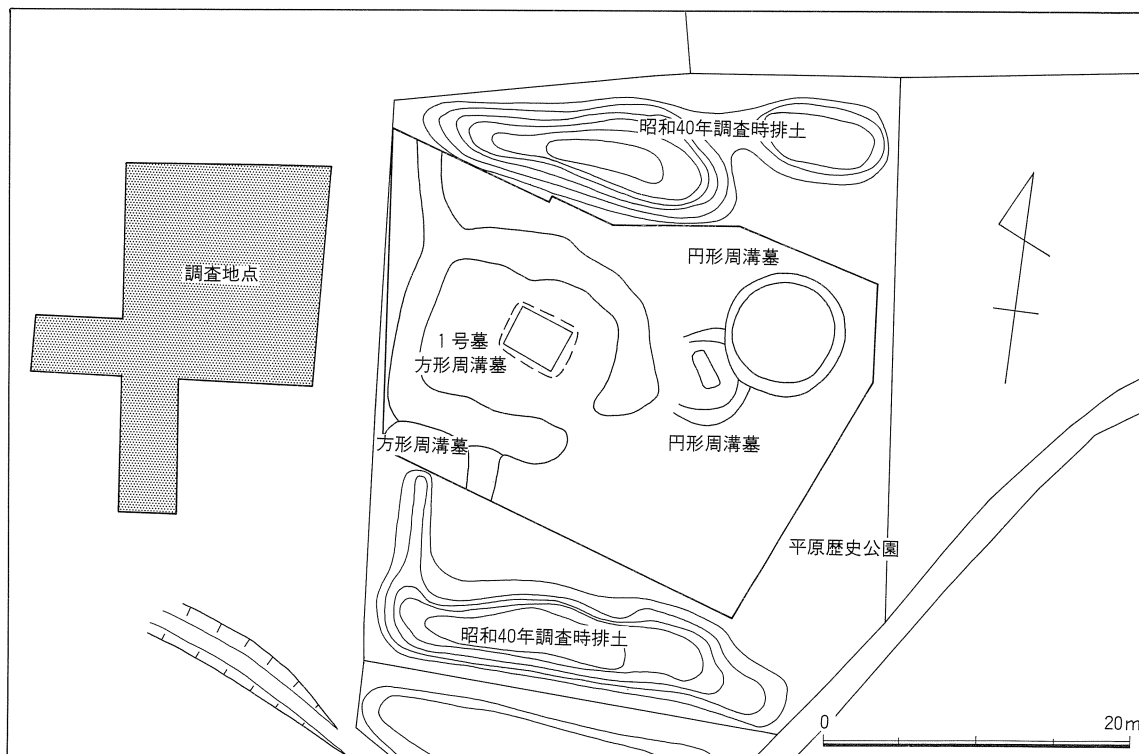 昭和40年調査時排土
調査地点
円形周溝墓
1号墓
方形周溝墓
方形周溝墓
円形周溝墓
平原歴史公園
昭和40年調査時排土
0 20m